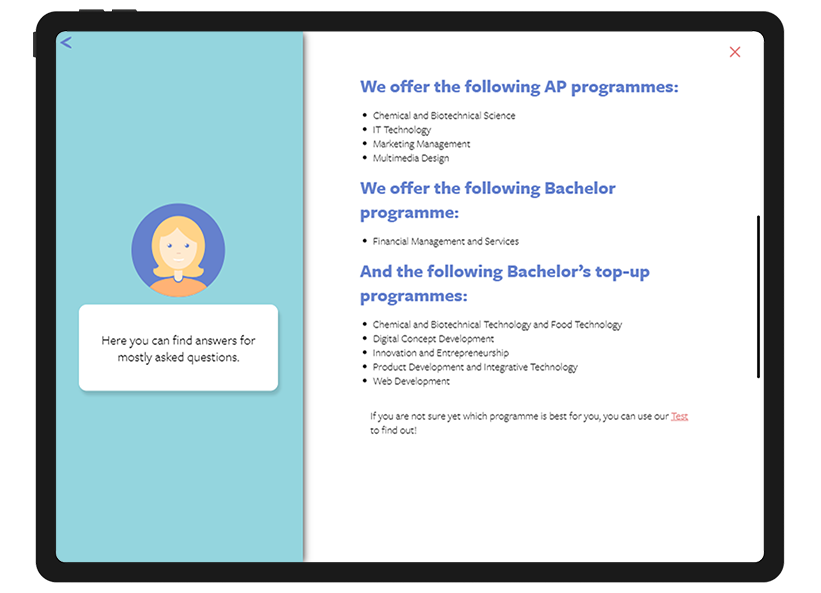 Here you can find answers for
mostly asked questions.
We offer the following AP programmes:
• Chemical and Biotechnical Science
• IT Technology
• Marketing Management
• Multimedia Design
We offer the following Bachelor
programme:
• Financial Management and Services
And the following Bachelor's top-up
programmes:
• Chemical and Biotechnical Technology and Food Technology
• Digital Concept Development
• Innovation and Entrepreneurship
• Product Development and Integrative Technology
• Web Development
If you are not sure yet which programme is best for you, you can use our Test
to find out!